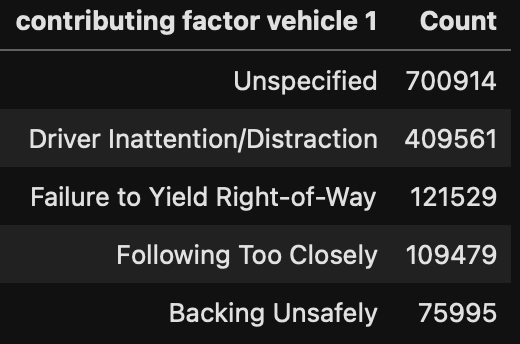 contributing factor vehicle 1 Count
Unspecified 700914
Driver Inattention/Distraction 409561
Failure to Yield Right-of-Way 121529
Following Too Closely 109479
Backing Unsafely 75995